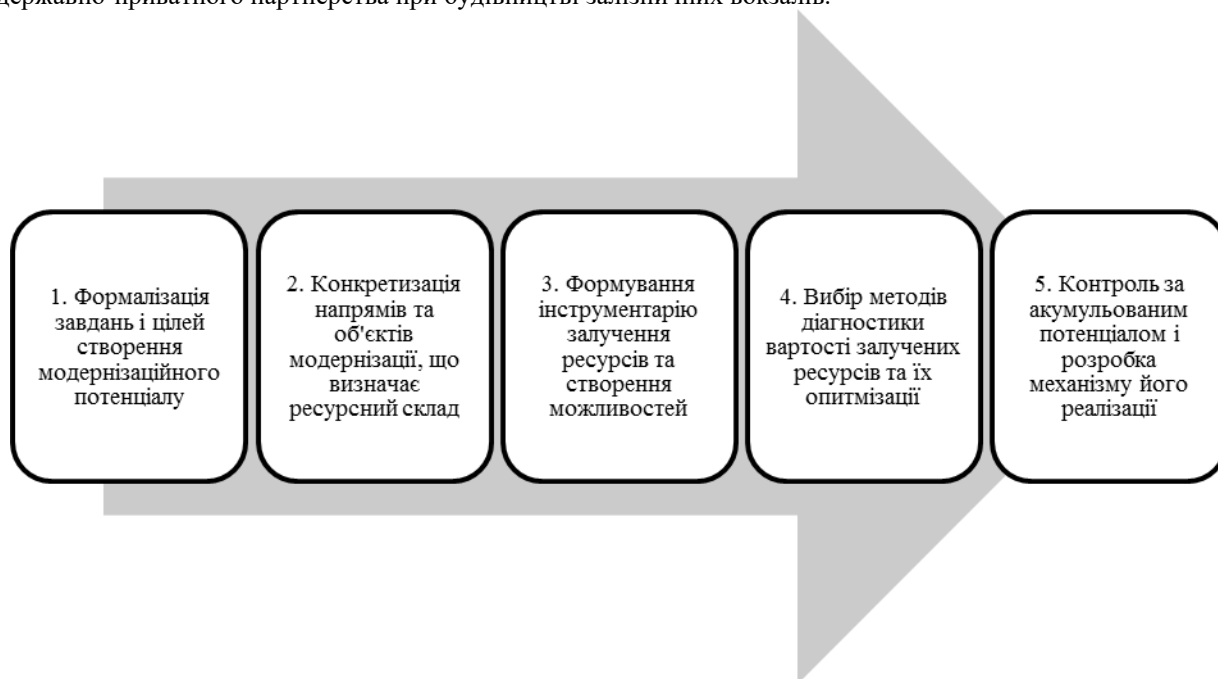 державно-приватного партнерства при будівництві залізничних вокзалів.
1. Формалізація
завдань і цілей
створення
модернізаційного
потенціалу
2. Конкретизація
напрямів та
об'єктів
модернізації, що
визначає
ресурсний склад
3. Формування
інструментарію
залучення
ресурсів та
створення
можливостей
4. Вибір методів
діагностики
вартості залучених
ресурсів та їх
опитмізації
5. Контроль за
акумульованим
потенціалом і
розробка
механізму його
реалізації